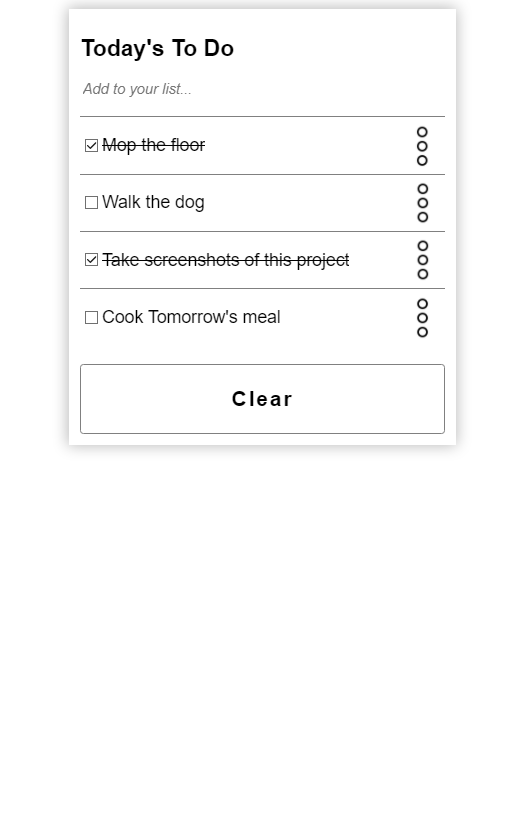 Today's To Do
Add to your list...
Mop the floor
Walk the dog
Take screenshots of this project
Cook Tomorrow's meal
Clear